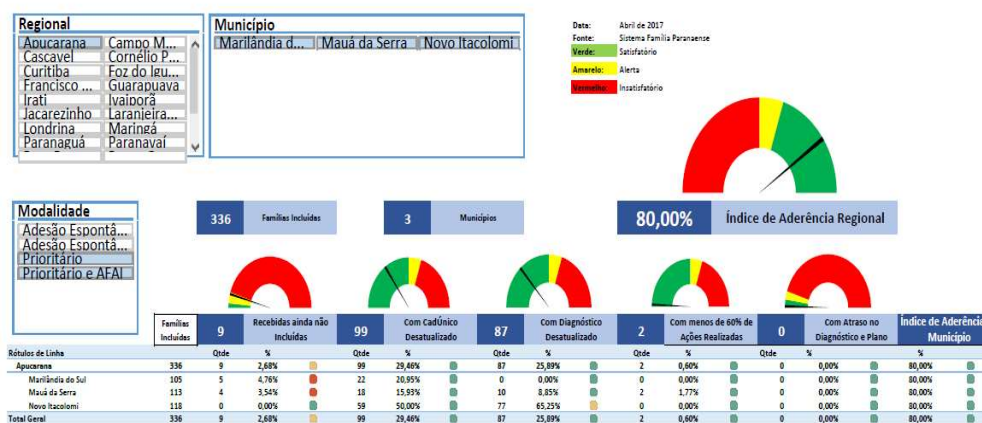 Regional
Apucarana Campo M...
Cascavel Cornélio P...
Curitiba Foz do Igu...
Francisco ... Guarapuava
Irati Ivaiporã
Jacarezinho Laranjeira...
Londrina Maringá
Paranaguá Paranavaí
Município
Marilândia d... Mauá da Serra Novo Itacolomi
Data: Abril de 2017
Fonte: Sistema Família Paranaense
Verde: Satisfatório
Amarelo: Alerta
Vermelho: Insatisfatório
Modalidade
Adesão Espontâ...
Adesão Espontâ...
Prioritário
Prioritário e AFAI
336 Famílias Incluídas
3 Municípios
80,00% Índice de Aderência Regional
Famílias Incluídas 9 Recebidas ainda não Incluídas 99 Com CadÚnico Desatualizado 87 Com Diagnóstico Desatualizado 2 Com menos de 60% de Ações Realizadas 0 Com Atraso no Diagnóstico e Plano Índice de Aderência Município
Rótulos de Linha Qtde % Qtde % Qtde % Qtde % Qtde % %
Apucarana 336 9 2,68% 99 29,46% 87 25,89% 2 0,60% 0 0,00% 80,00%
Marilândia do Sul 105 5 4,76% 22 20,95% 0 0,00% 0 0,00% 0 0,00% 80,00%
Mauá da Serra 113 4 3,54% 18 15,93% 10 8,85% 2 1,77% 0 0,00% 80,00%
Novo Itacolomi 118 0 0,00% 59 50,00% 77 65,25% 0 0,00% 0 0,00% 80,00%
Total Geral 336 9 2,68% 99 29,46% 87 25,89% 2 0,60% 0 0,00% 80,00%